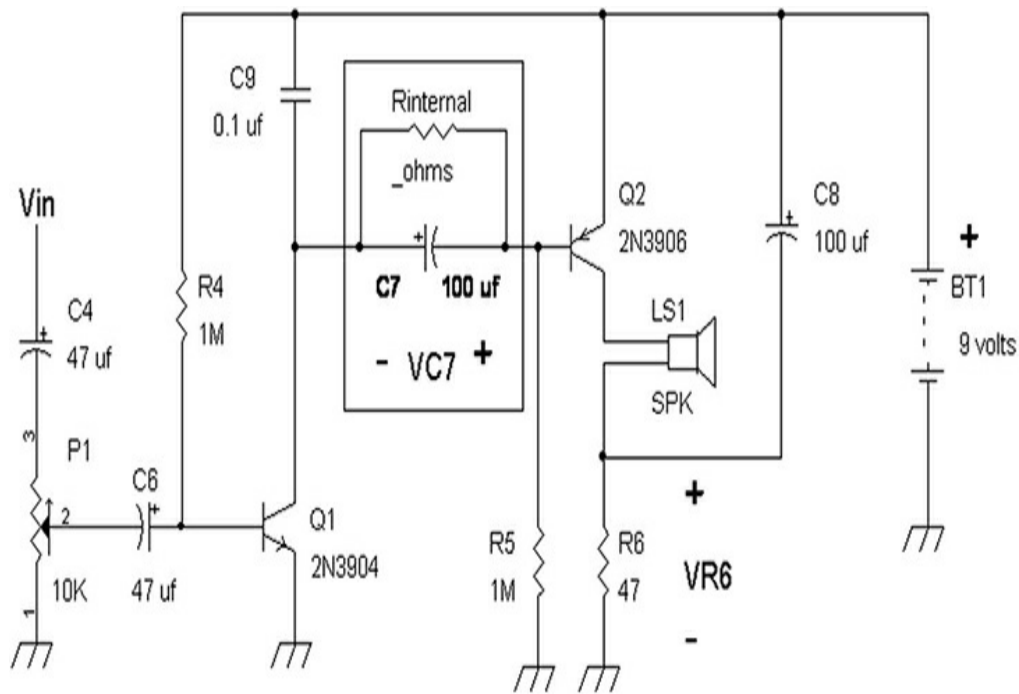 C9
0.1 uf
Rinternal
_ohms
Vin
Q2
2N3906
C8
100 uf
+
R4
1M
+
C7
100 uf
LS1
BT1
C4
+
47 uf
- VC7 +
9 volts
SPK
3
P1
C6
+
2
+
Q1
R5
1M
R6
47
VR6
2N3904
10K
47 uf
1
-